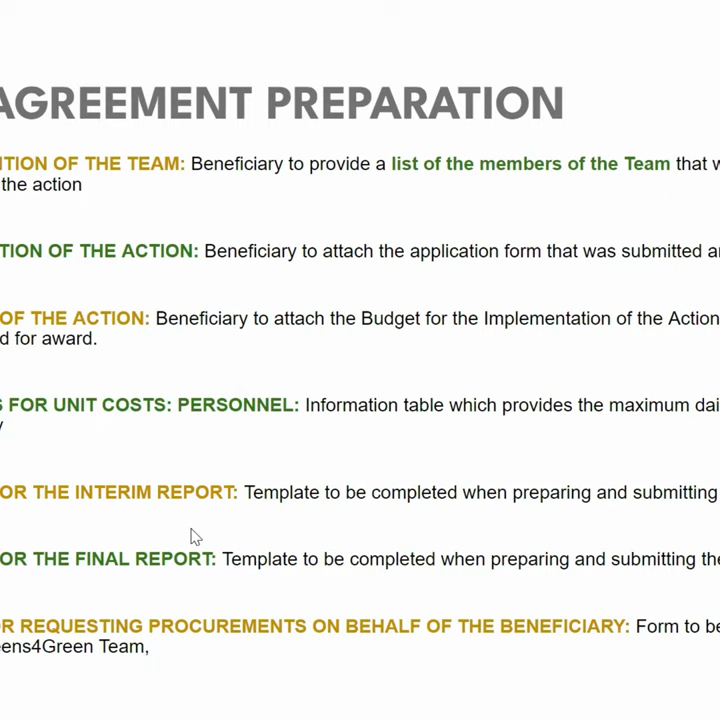 AGREEMENT PREPARATION
ITION OF THE TEAM: Beneficiary to provide a list of the members of the Team that w
the action
TION OF THE ACTION: Beneficiary to attach the application form that was submitted a
OF THE ACTION: Beneficiary to attach the Budget for the Implementation of the Action
d for award.
S FOR UNIT COSTS: PERSONNEL: Information table which provides the maximum dai
y
OR THE INTERIM REPORT: Template to be completed when preparing and submitting
OR THE FINAL REPORT: Template to be completed when preparing and submitting the
R REQUESTING PROCUREMENTS ON BEHALF OF THE BENEFICIARY: Form to be
eens4Green Team,